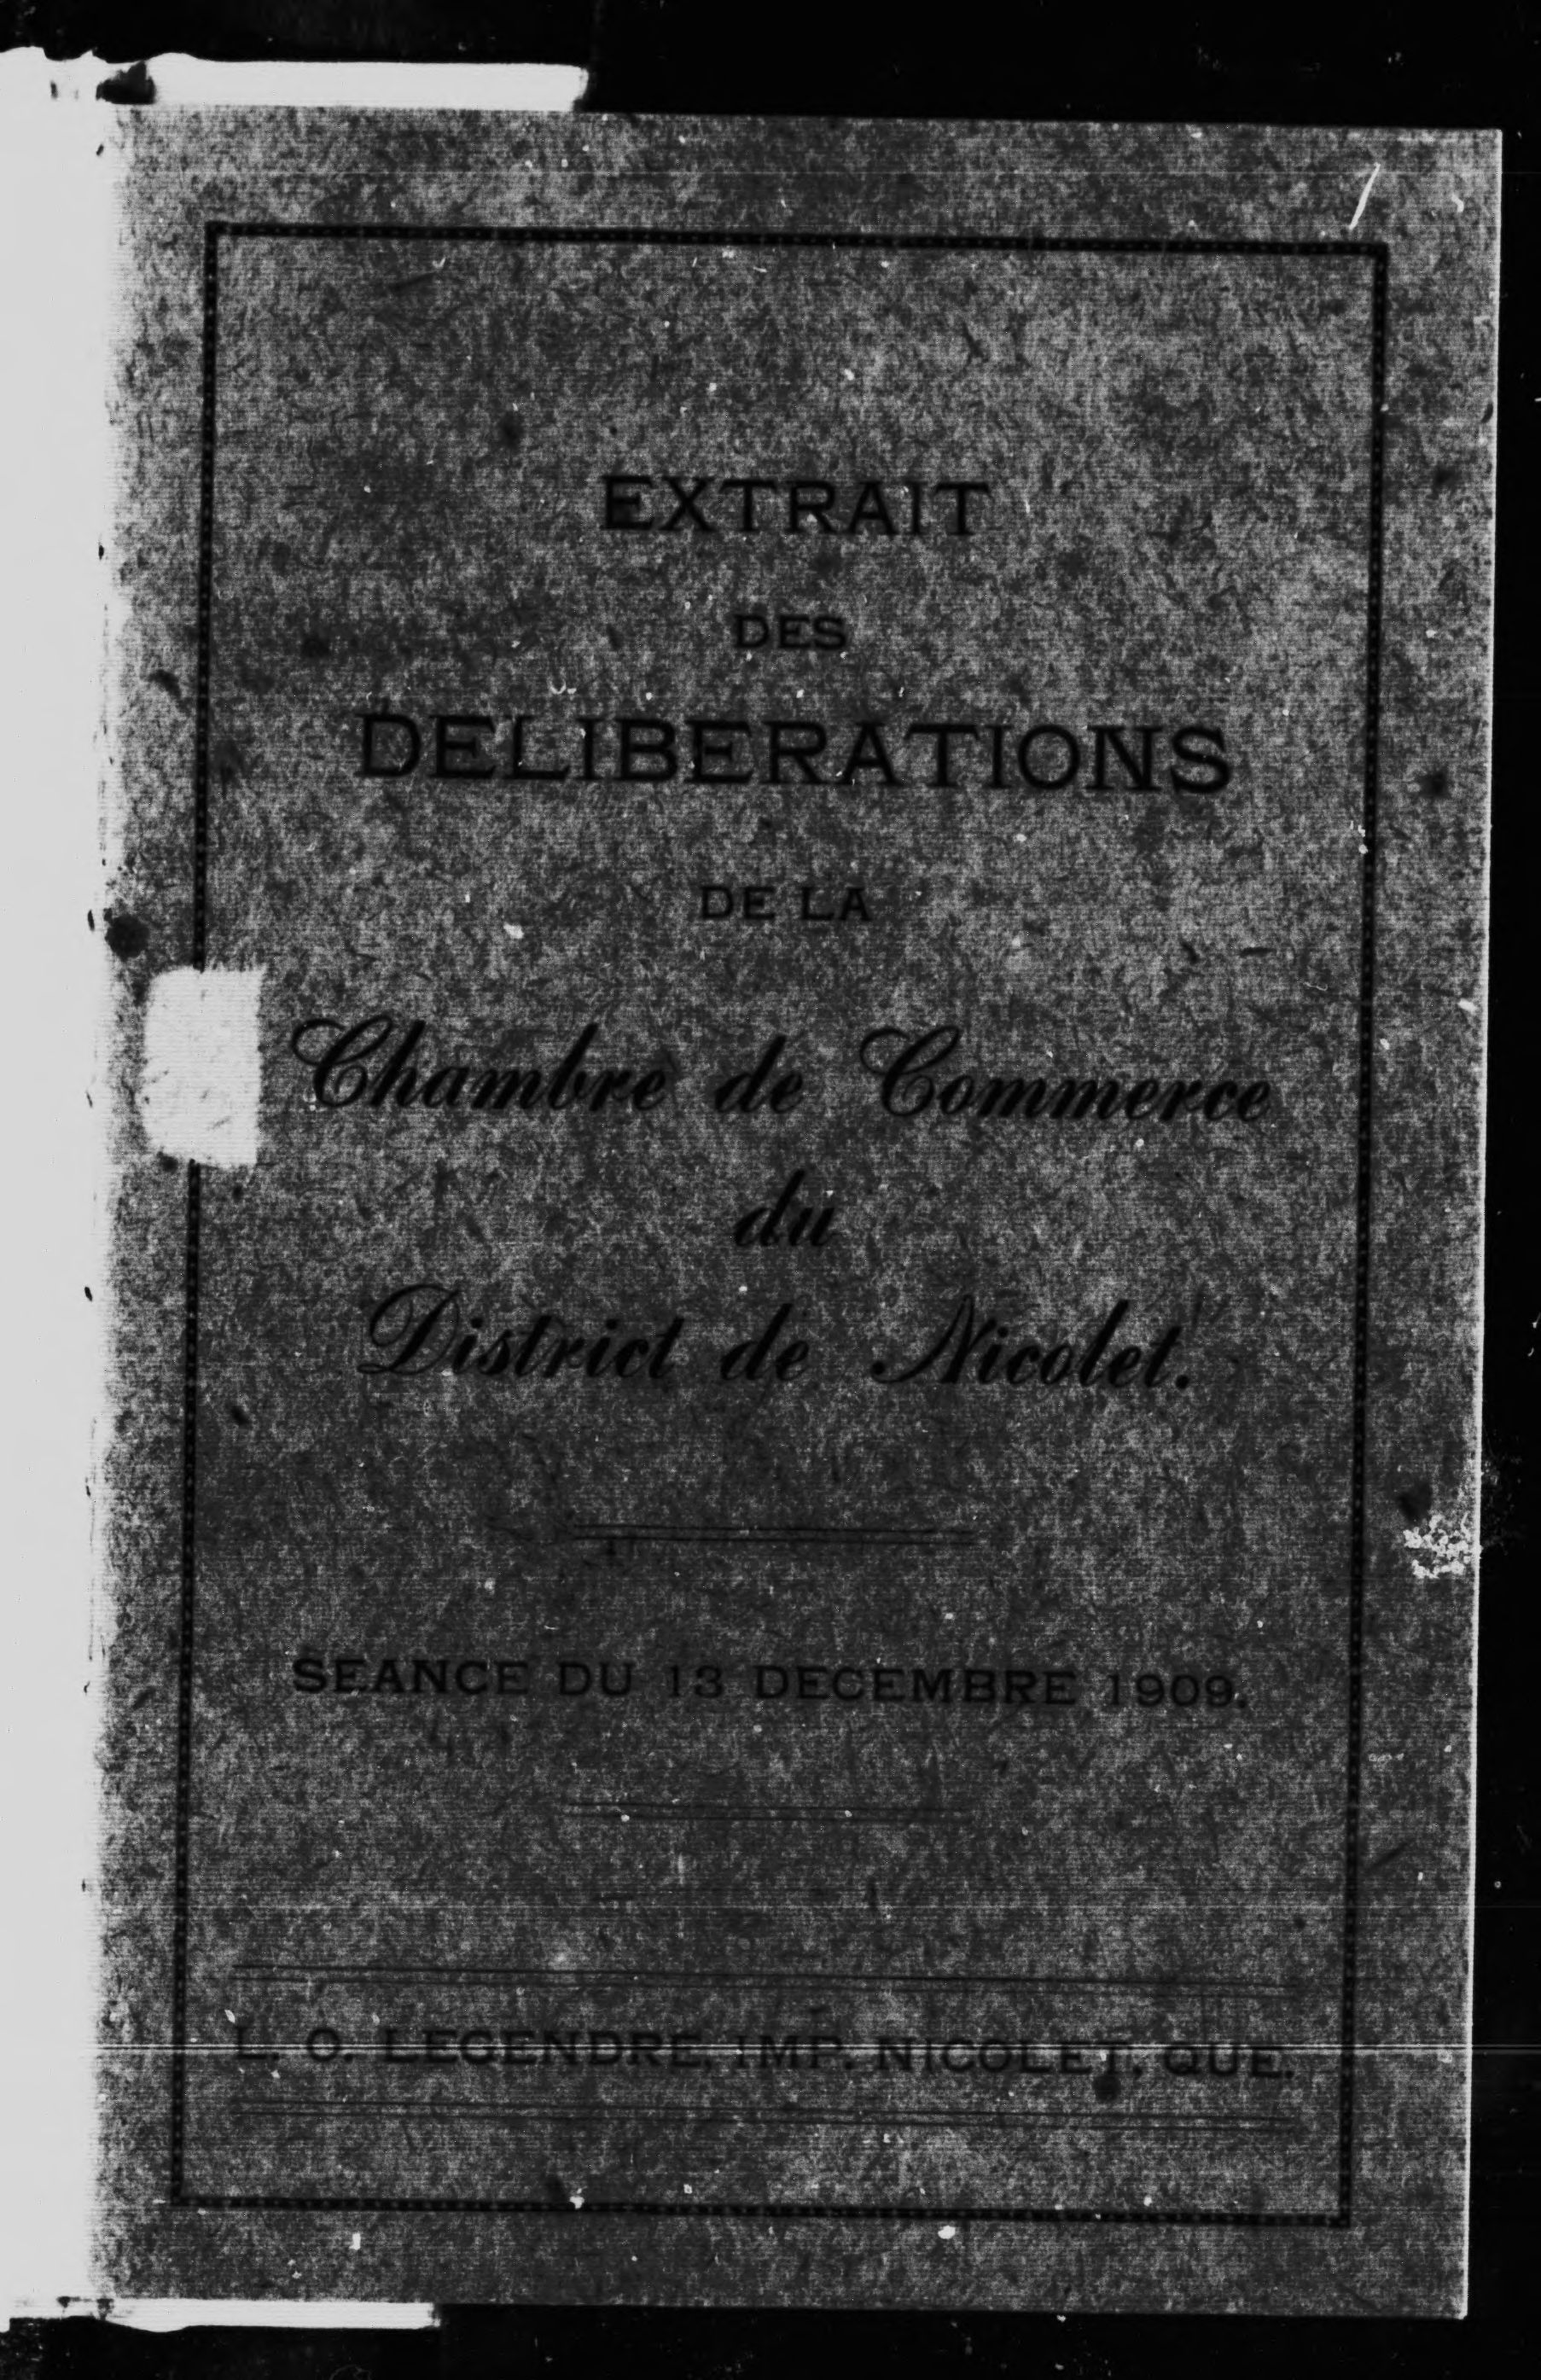 EXTRAIT
DES
DELIBERATIONS
DE LA
Chambre de Commerce
du
District de Nicolet.
SEANCE DU 13 DECEMBRE 1909.
L. O. LEGENDRE, IMP. NICOLET, QUE.